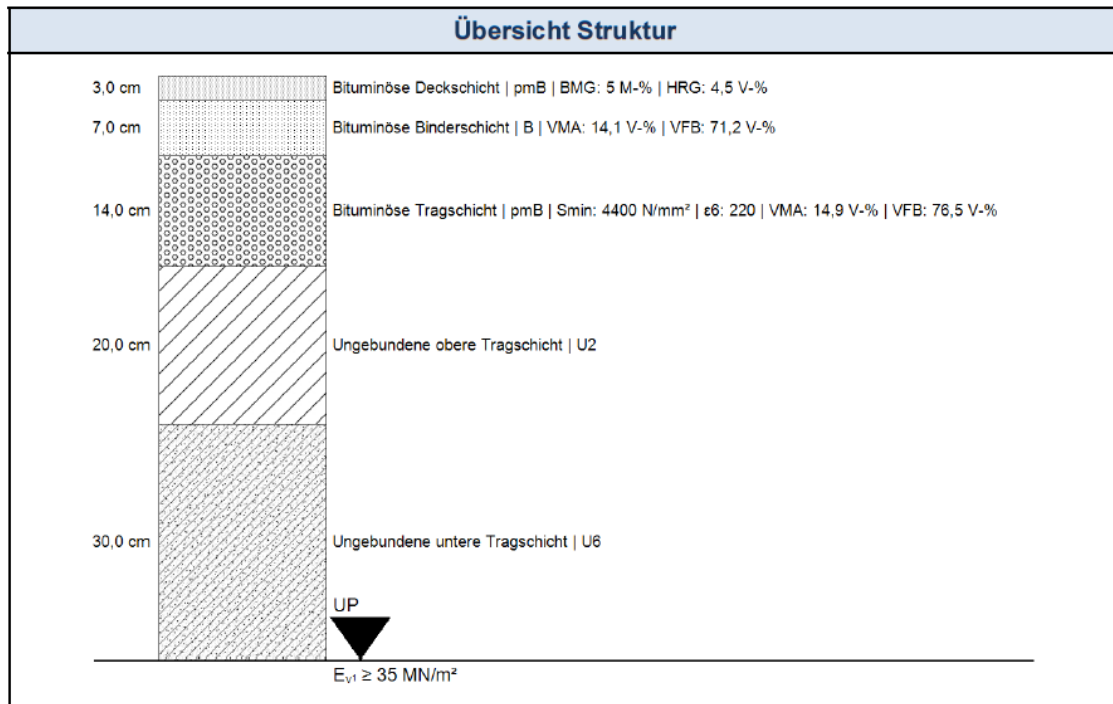 Übersicht Struktur
3,0 cm Bituminöse Deckschicht | pmB | BMG: 5 M-% | HRG: 4,5 V-%
7,0 cm Bituminöse Binderschicht | B | VMA: 14,1 V-% | VFB: 71,2 V-%
14,0 cm Bituminöse Tragschicht | pmB | Smin: 4400 N/mm² | ε6: 220 | VMA: 14,9 V-% | VFB: 76,5 V-%
20,0 cm Ungebundene obere Tragschicht | U2
30,0 cm Ungebundene untere Tragschicht | U6
UP
Ev1 ≥ 35 MN/m²